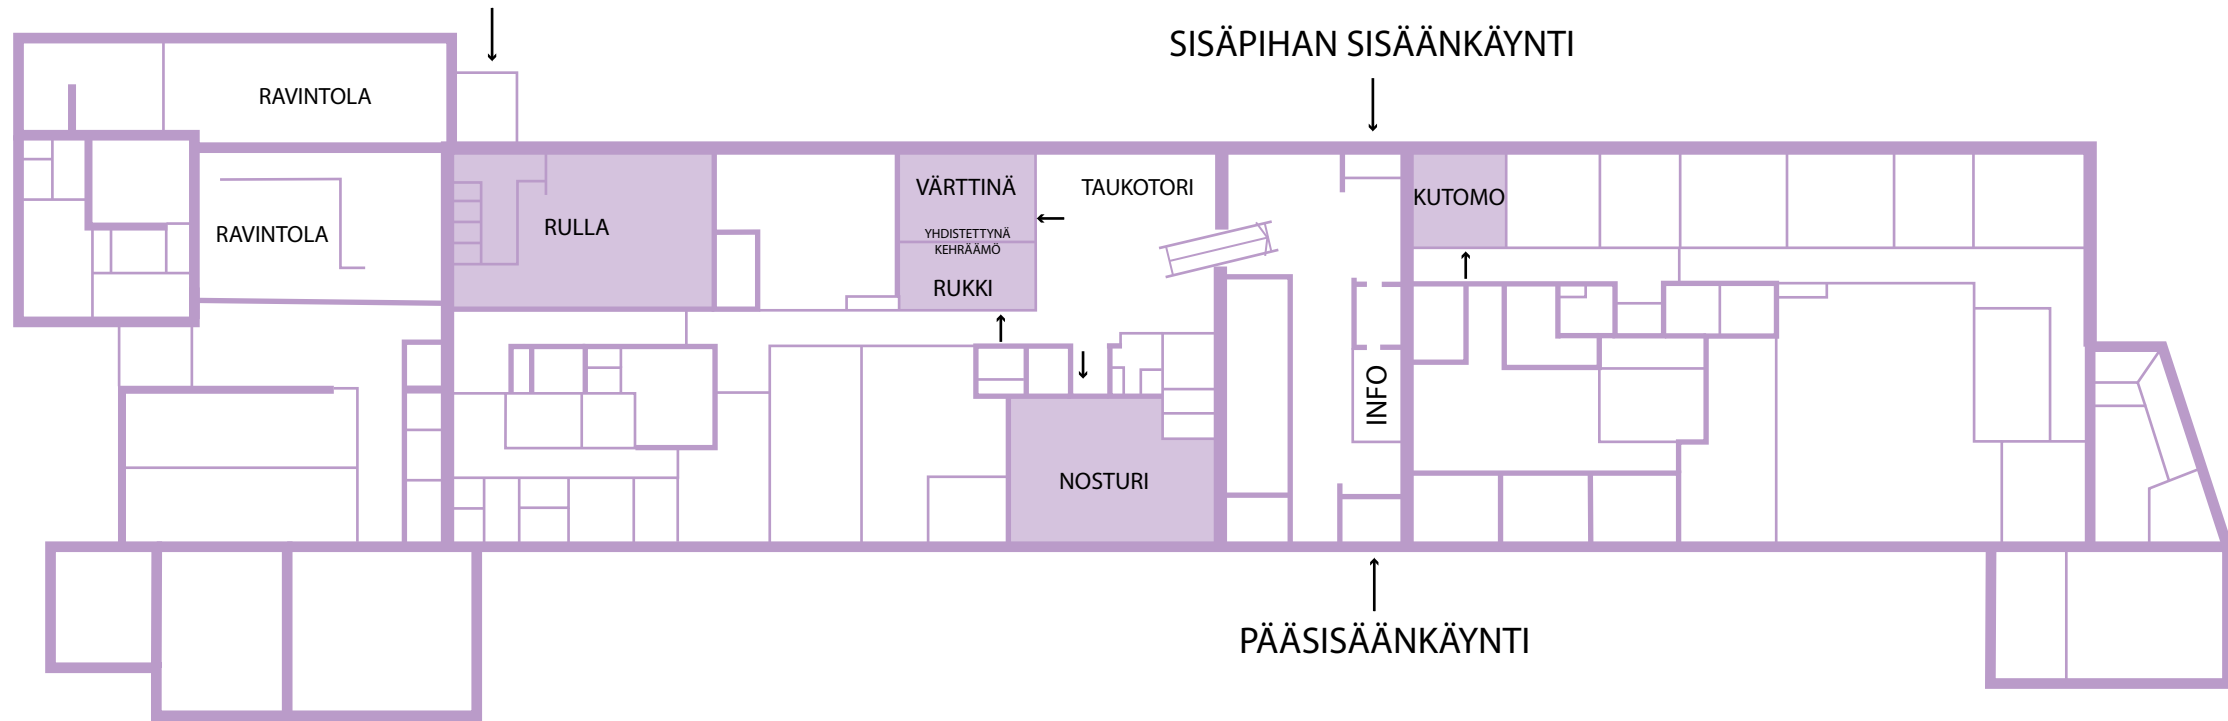 SISÄPIHAN SISÄÄNKÄYNTI
RAVINTOLA
RAVINTOLA
RULLA
VÄRTTINÄ
YHDISTETTYNÄ
KEHRÄÄMÖ
RUKKI
TAUKOTORI
KUTOMO
INFO
NOSTURI
PÄÄSISÄÄNKÄYNTI